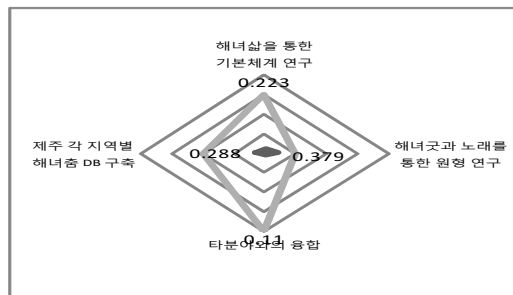 해녀삶을 통한
기본체계 연구
0.223
제주 각 지역별
해녀춤 DB 구축
0.288
0.379
해녀굿과 노래를
통한 원형 연구
0.11
타분야와의 융합